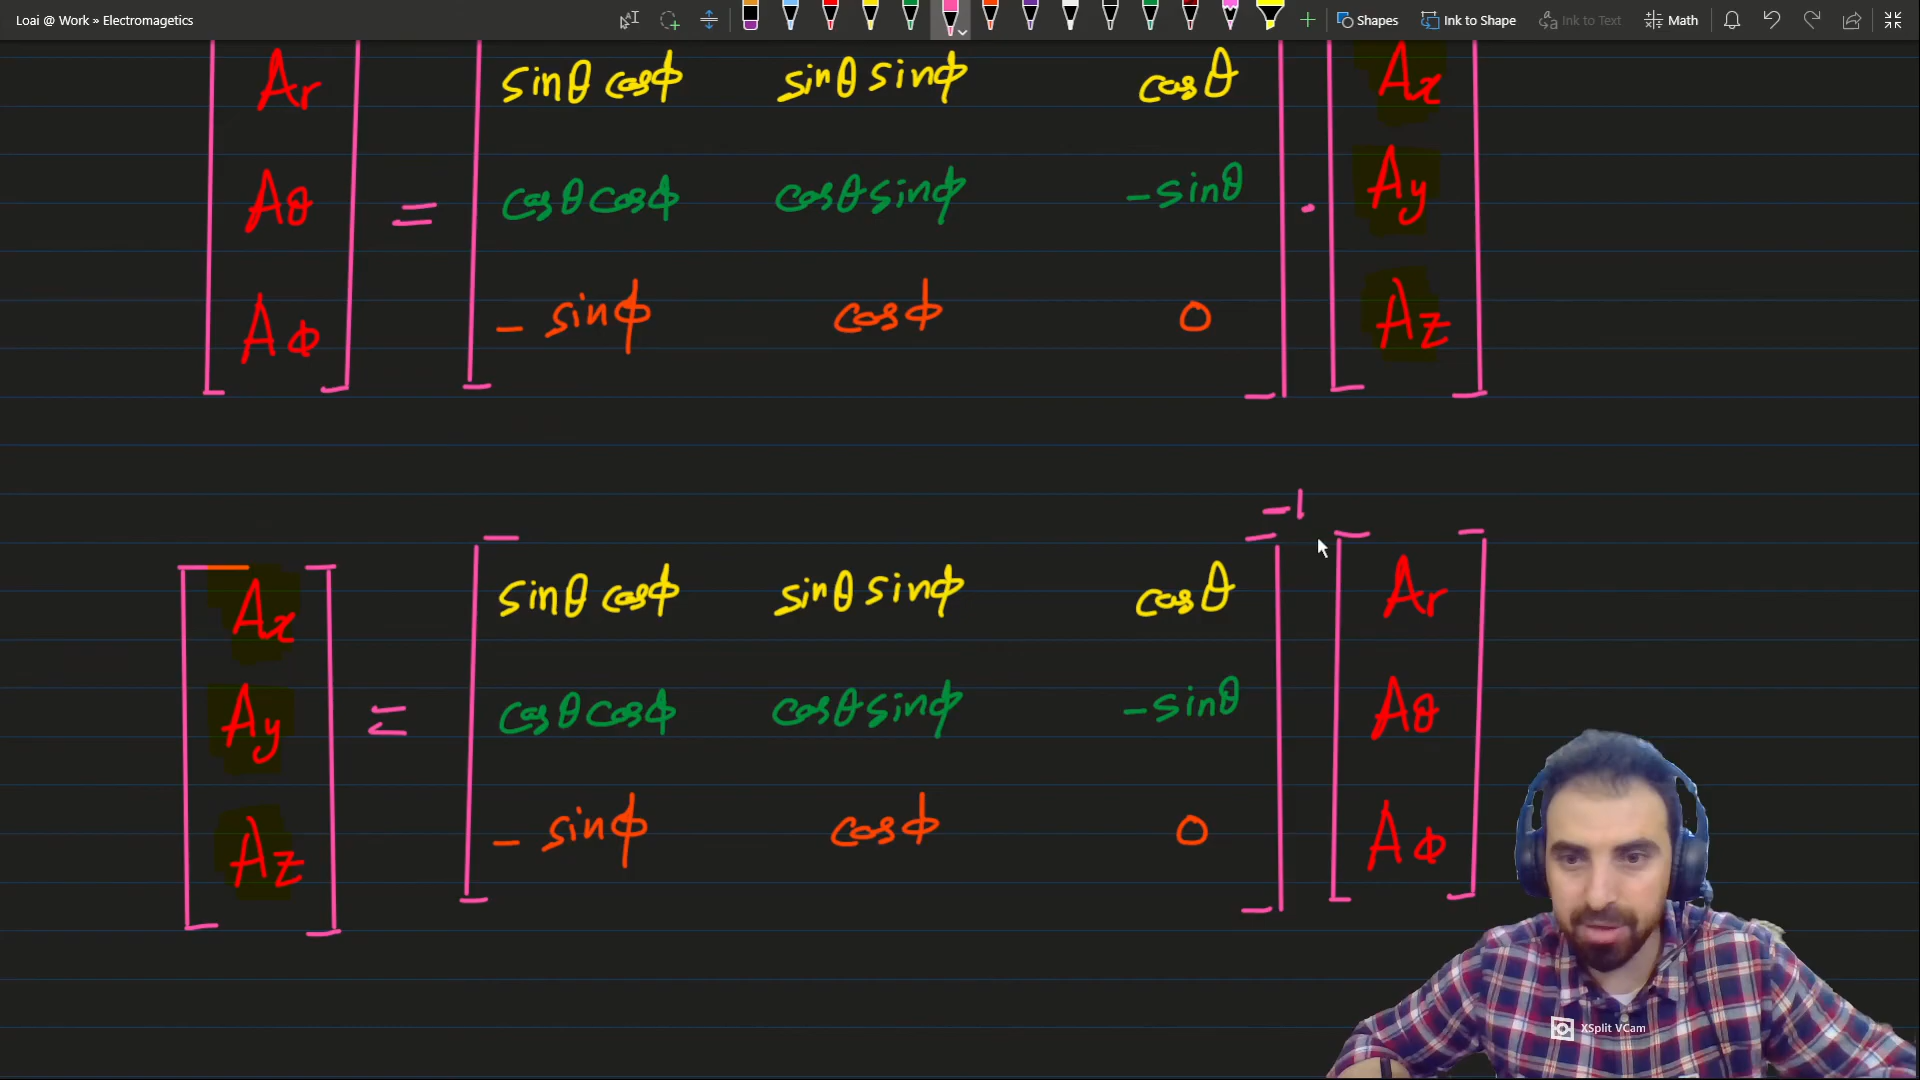 Loai @ Work » Electromagetics
Shapes Ink to Shape Ink to Text Math
Ar sinθ cosϕ sinθ sinϕ cosθ Ax
Aθ = cosθ cosϕ cosθ sinϕ -sinθ . Ay
Aϕ - sinϕ cosϕ 0 Az
-1
Ax sinθ cosϕ sinθ sinϕ cosθ Ar
Ay = cosθ cosϕ cosθ sinϕ -sinθ Aθ
Az - sinϕ cosϕ 0 Aϕ
XSplit VCam